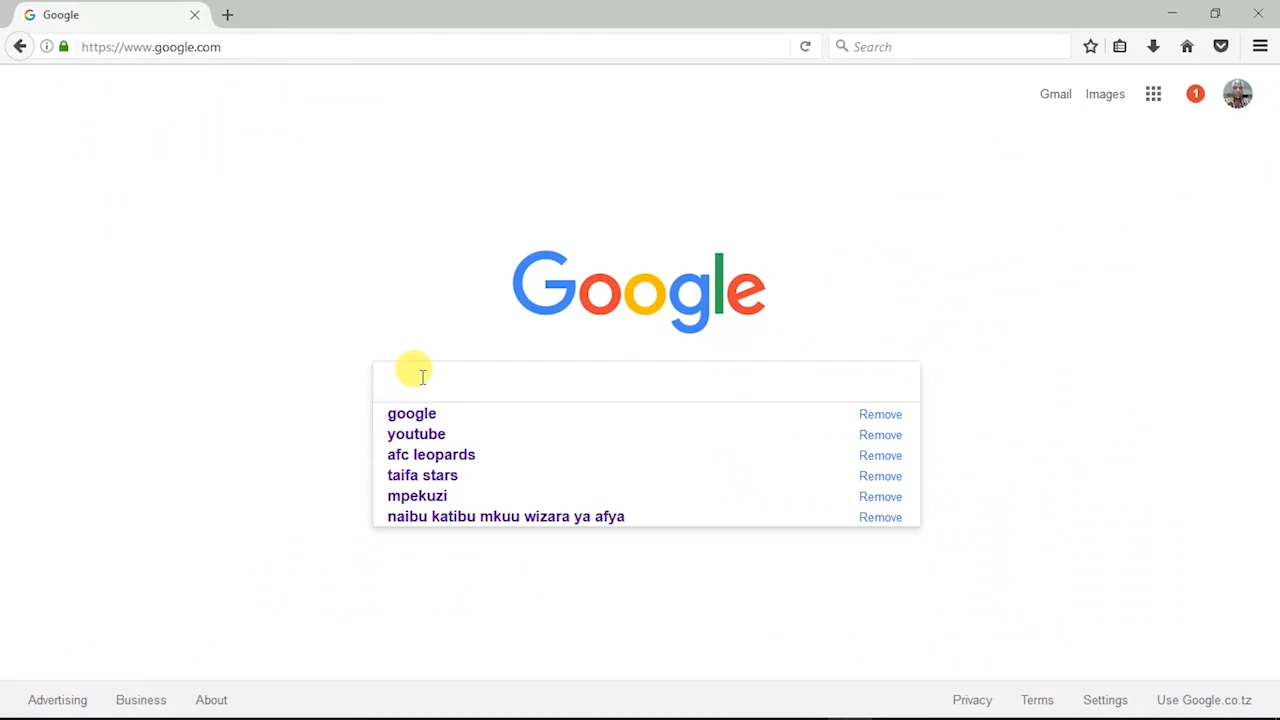 Google
https://www.google.com
Search
Gmail Images 1
Google
google Remove
youtube Remove
afc leopards Remove
taifa stars Remove
mpekuzi Remove
naibu katibu mkuu wizara ya afya Remove
Advertising Business About Privacy Terms Settings Use Google.co.tz